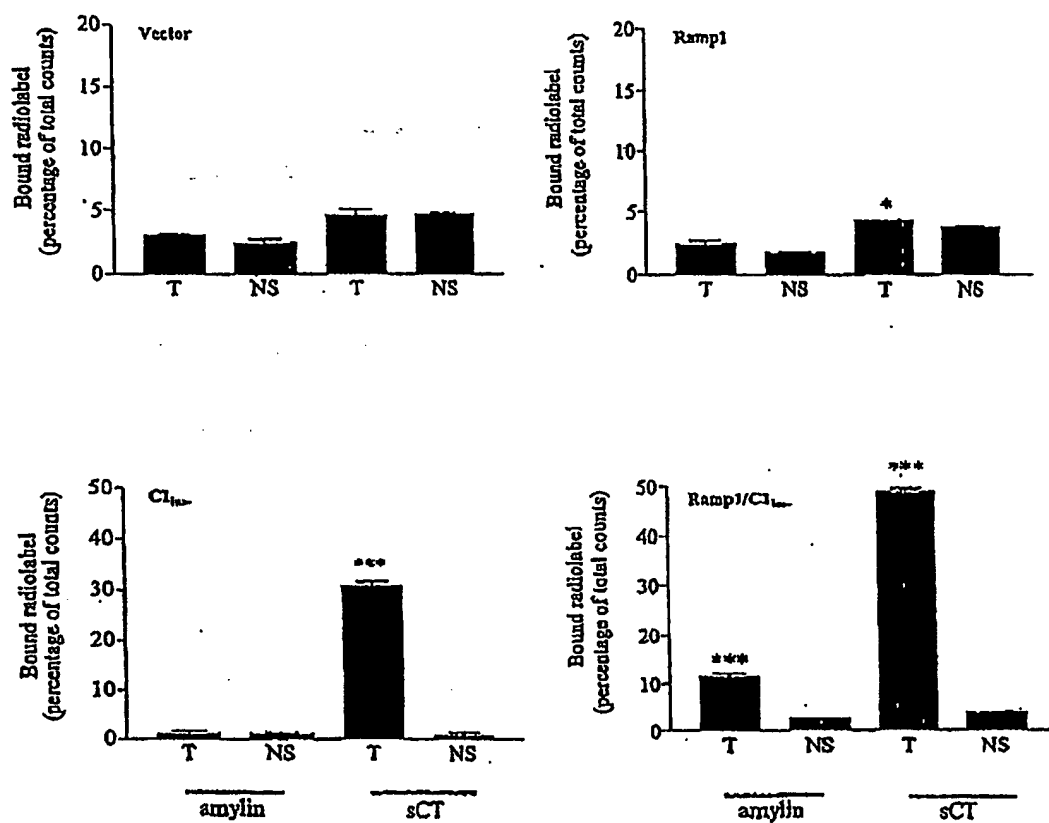 Vector
Bound radiolabel
(percentage of total counts)
20
15
10
5
0
T NS T NS
Ramp1
Bound radiolabel
(percentage of total counts)
20
15
10
5
0
*
T NS T NS
Bound radiolabel
(percentage of total counts)
50
40
30
20
10
0
***
T NS T NS
amylin sCT
Bound radiolabel
(percentage of total counts)
50
40
30
20
10
0
***
***
T NS T NS
amylin sCT